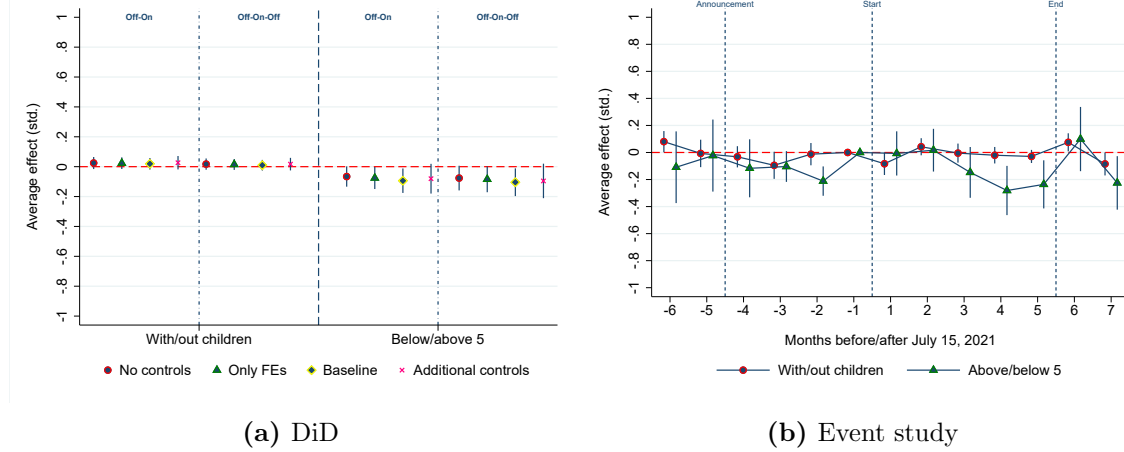 Off-On Off-On-Off Off-On Off-On-Off
Average effect (std.)
1
.8
.6
.4
.2
0
-.2
-.4
-.6
-.8
-1
With/out children Below/above 5
No controls Only FEs Baseline Additional controls
(a) DiD
Announcement Start End
Average effect (std.)
1
.8
.6
.4
.2
0
-.2
-.4
-.6
-.8
-1
-6 -5 -4 -3 -2 -1 1 2 3 4 5 6 7
Months before/after July 15, 2021
With/out children Above/below 5
(b) Event study